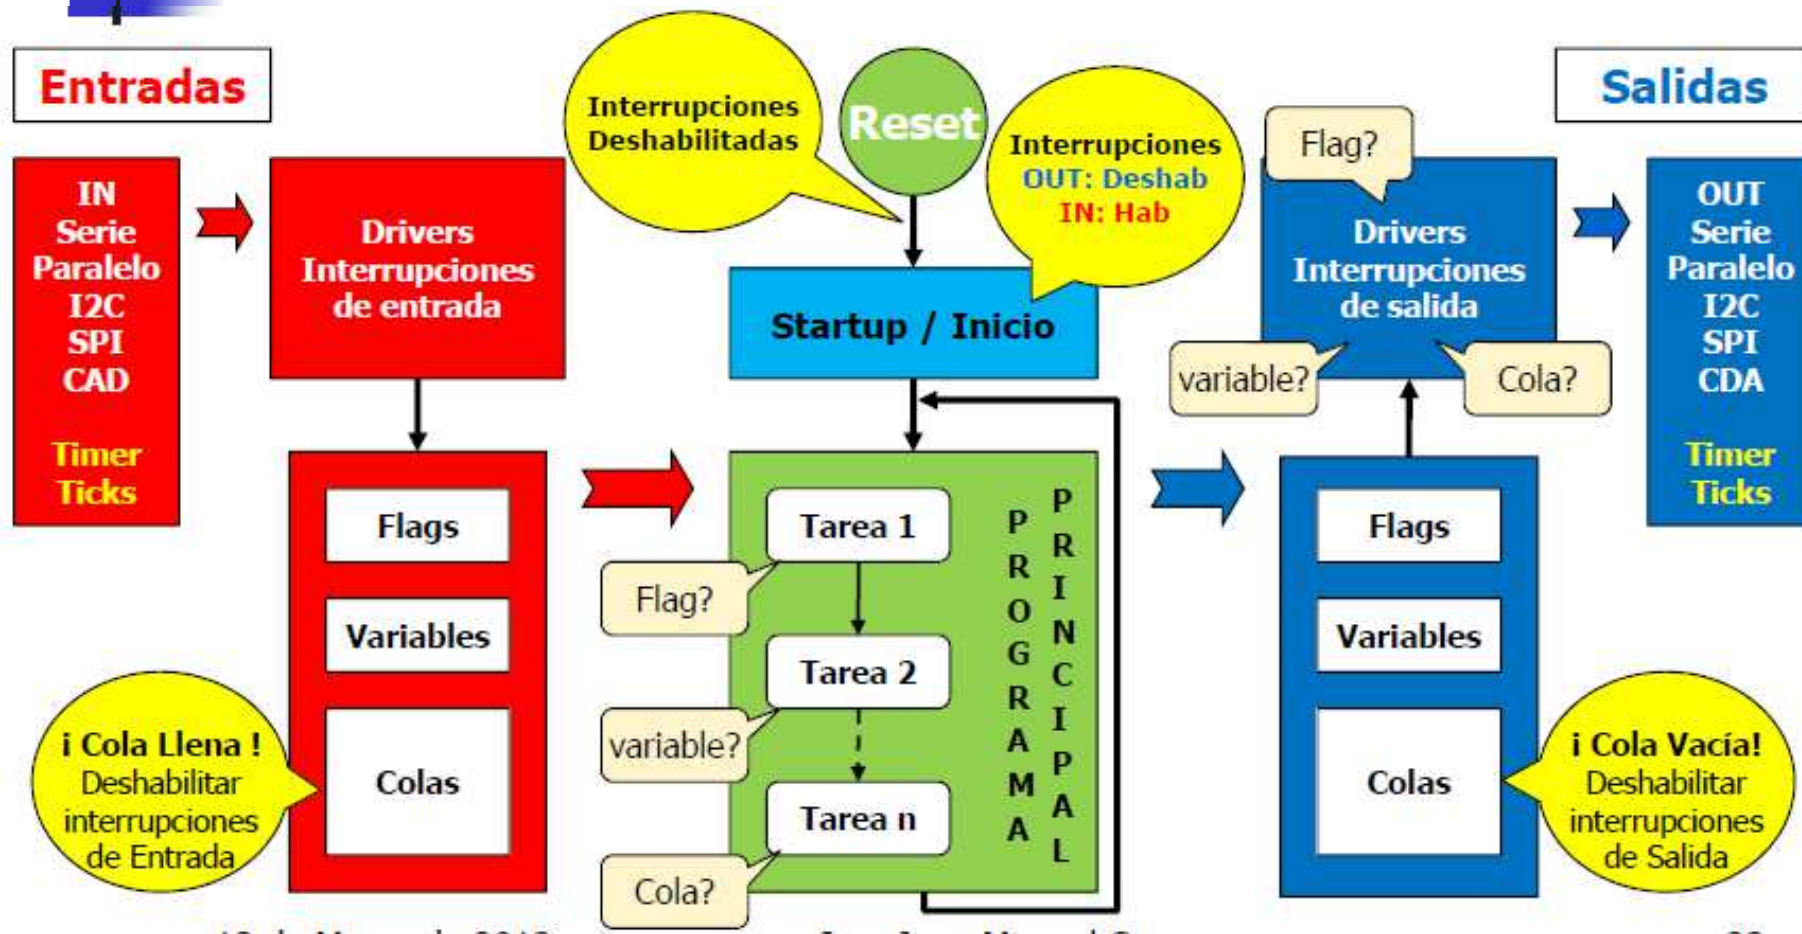 Entradas
IN
Serie
Paralelo
I2C
SPI
CAD
Timer
Ticks
Drivers
Interrupciones
de entrada
Flags
Variables
Colas
¡ Cola Llena !
Deshabilitar
interrupciones
de Entrada
Interrupciones
Deshabilitadas
Reset
Interrupciones
OUT: Deshab
IN: Hab
Startup / Inicio
Tarea 1
Flag?
Tarea 2
variable?
Tarea n
Cola?
PROGRAMA
PRINCIPAL
Salidas
Flag?
Drivers
Interrupciones
de salida
variable?
Cola?
OUT
Serie
Paralelo
I2C
SPI
CDA
Timer
Ticks
Flags
Variables
Colas
¡ Cola Vacía!
Deshabilitar
interrupciones
de Salida